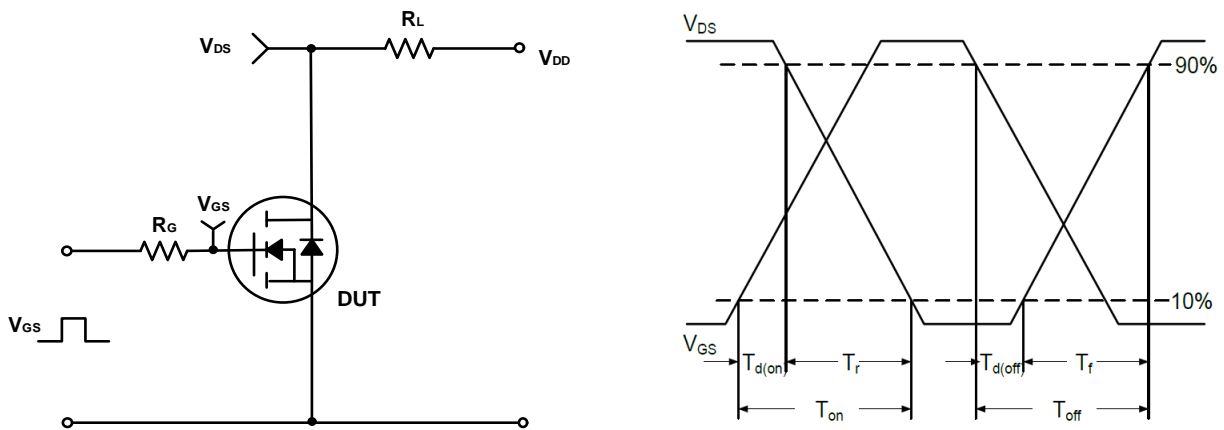 RL
VDS
VDD
VGS
RG
DUT
VGS
VDS
90%
10%
VGS
Td(on)
Tr
Td(off)
Tf
Ton
Toff